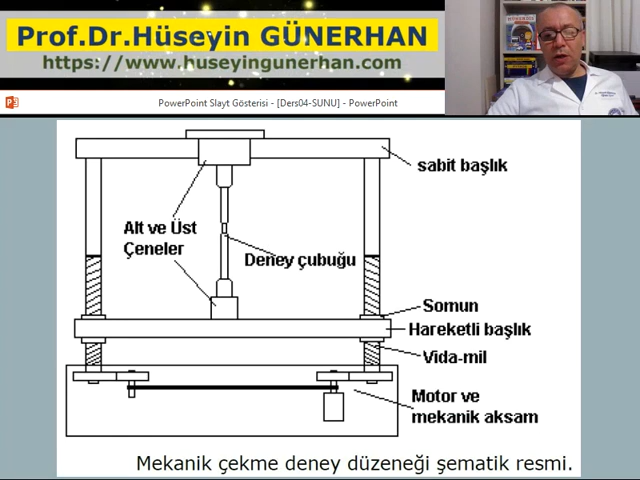 Prof.Dr.Hüseyin GÜNERHAN
https://www.huseyingunerhan.com
PowerPoint Slayt Gösterisi - [Ders04-SUNU] - PowerPoint
sabit başlık
Alt ve Üst
Çeneler
Deney çubuğu
Somun
Hareketli başlık
Vida-mil
Motor ve
mekanik aksam
Mekanik çekme deney düzeneği şematik resmi.